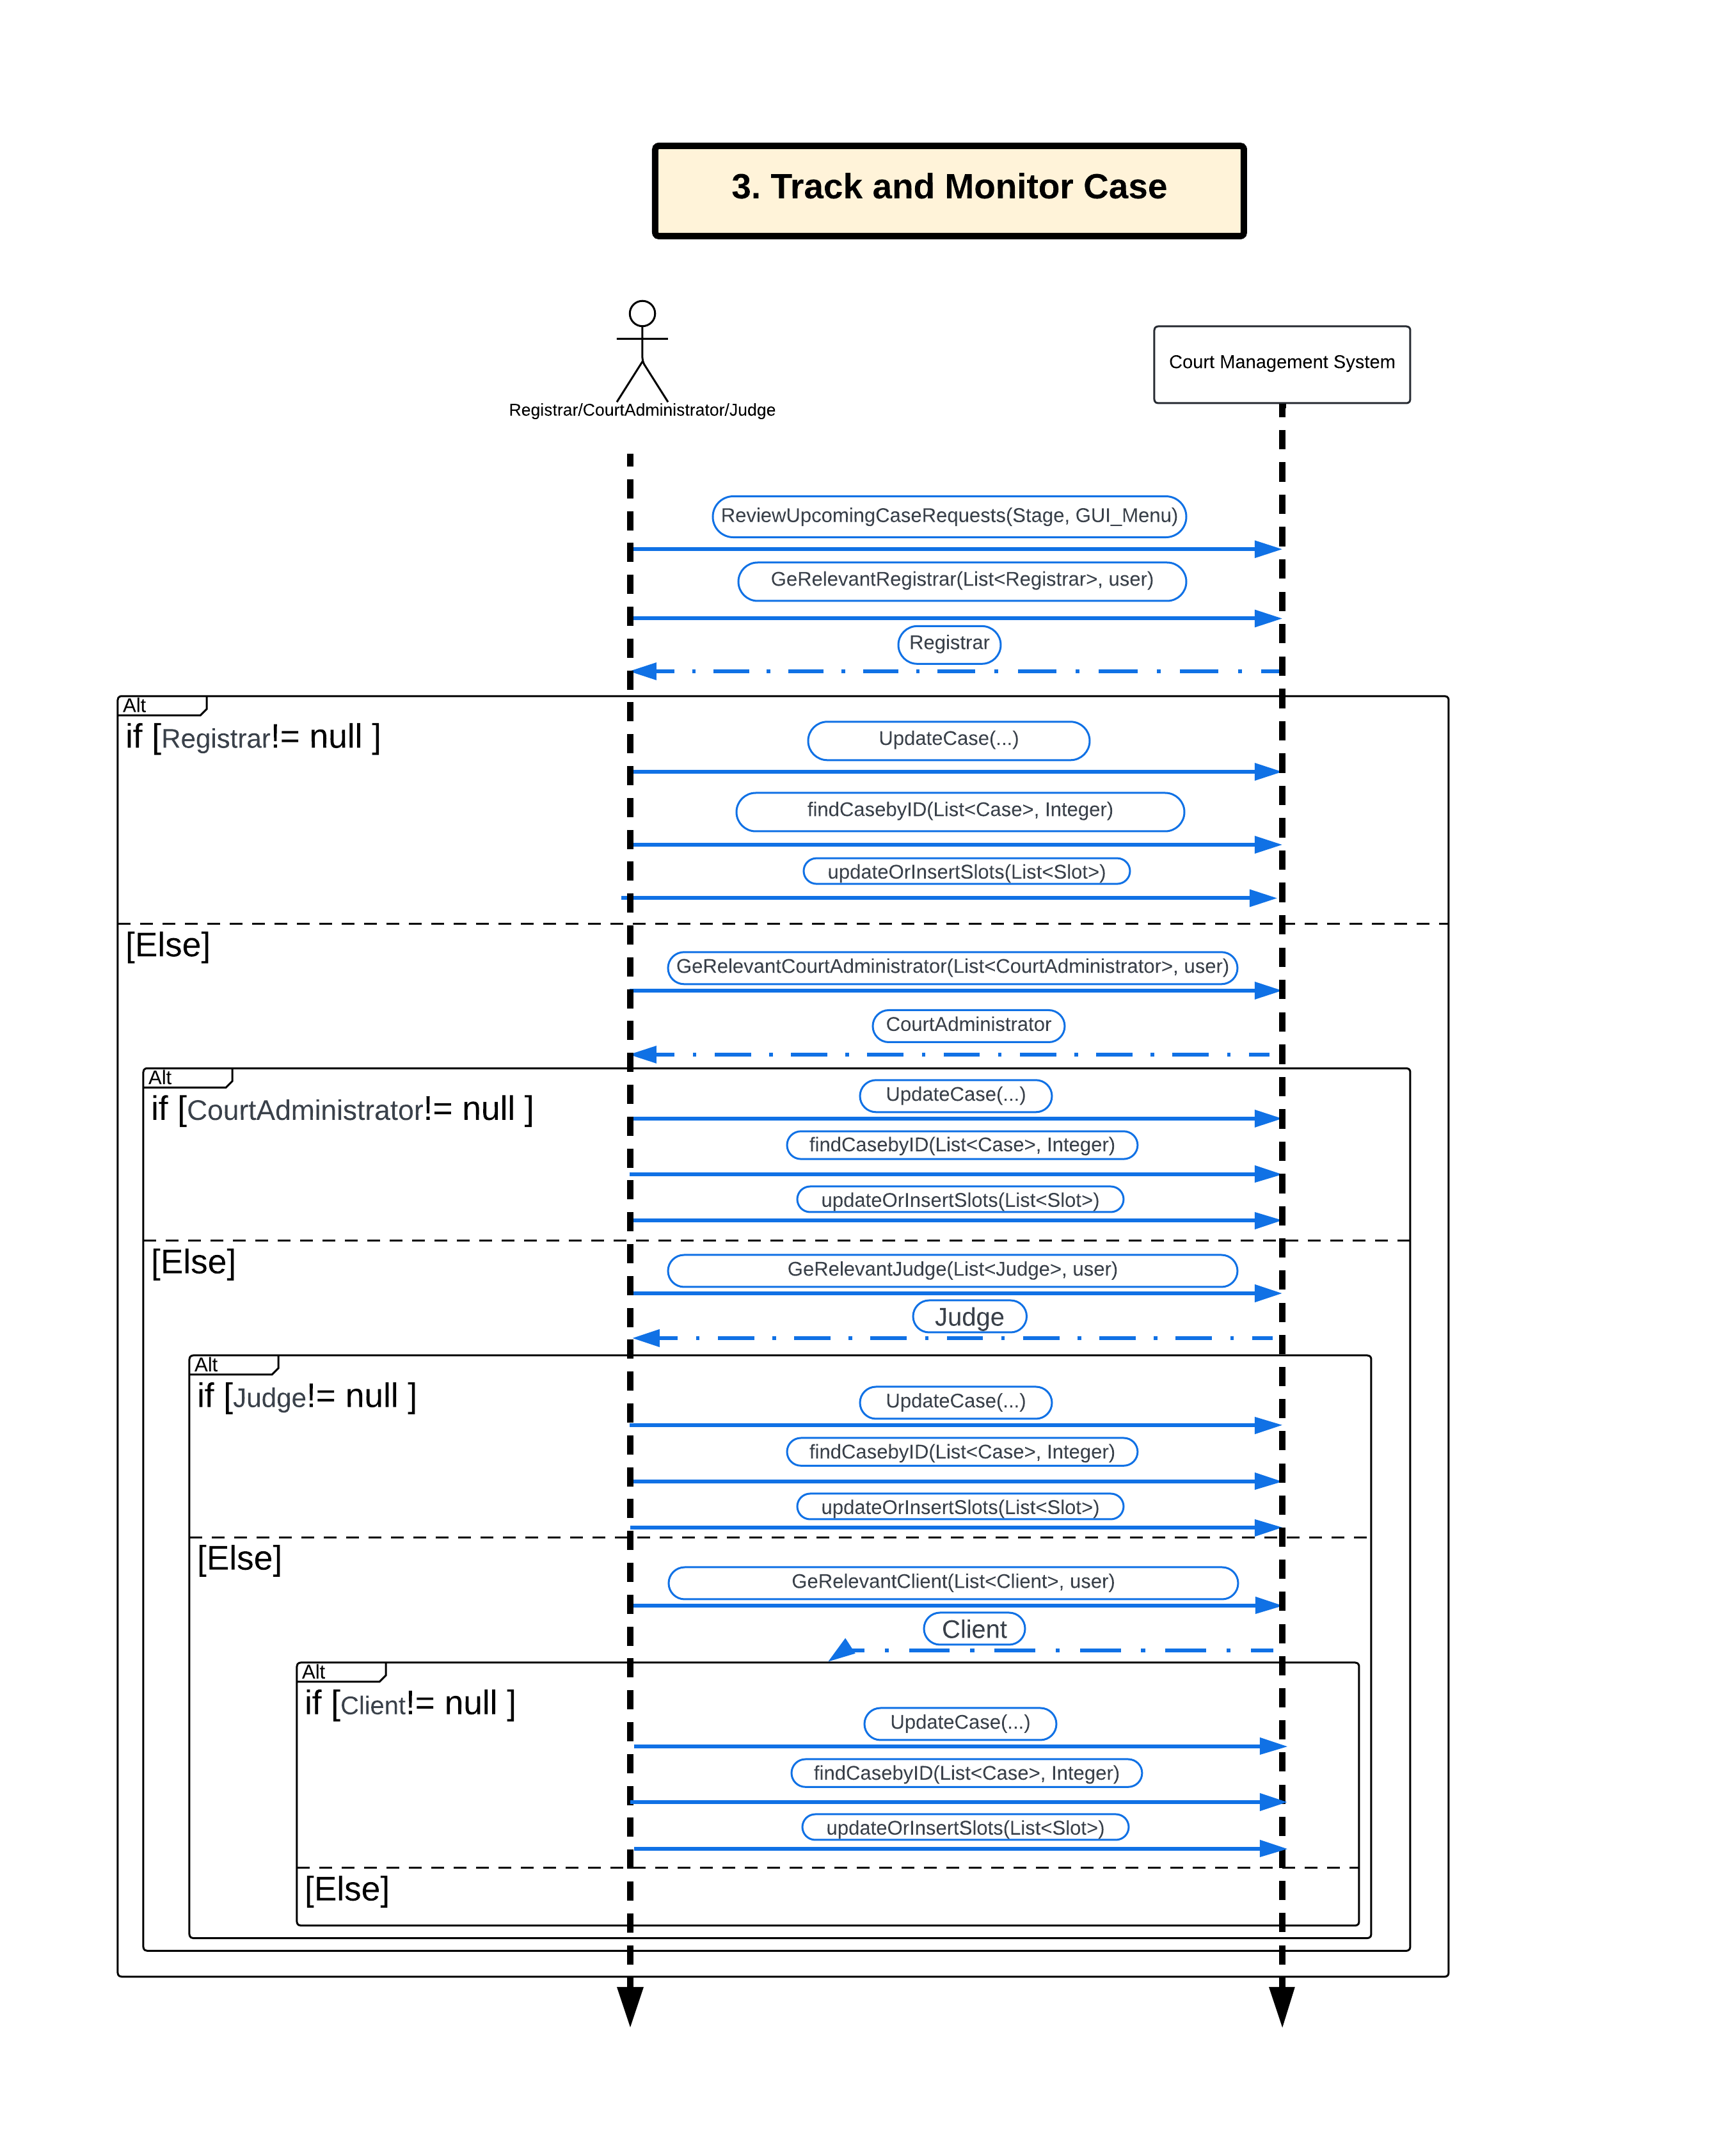 3. Track and Monitor Case
Registrar/CourtAdministrator/Judge
Court Management System
ReviewUpcomingCaseRequests(Stage, GUI_Menu)
GeRelevantRegistrar(List<Registrar>, user)
Registrar
Alt
if [Registrar!= null ]
UpdateCase(...)
findCasebyID(List<Case>, Integer)
updateOrInsertSlots(List<Slot>)
[Else]
GeRelevantCourtAdministrator(List<CourtAdministrator>, user)
CourtAdministrator
Alt
if [CourtAdministrator!= null ]
UpdateCase(...)
findCasebyID(List<Case>, Integer)
updateOrInsertSlots(List<Slot>)
[Else]
GeRelevantJudge(List<Judge>, user)
Judge
Alt
if [Judge!= null ]
UpdateCase(...)
findCasebyID(List<Case>, Integer)
updateOrInsertSlots(List<Slot>)
[Else]
GeRelevantClient(List<Client>, user)
Client
Alt
if [Client!= null ]
UpdateCase(...)
findCasebyID(List<Case>, Integer)
updateOrInsertSlots(List<Slot>)
[Else]